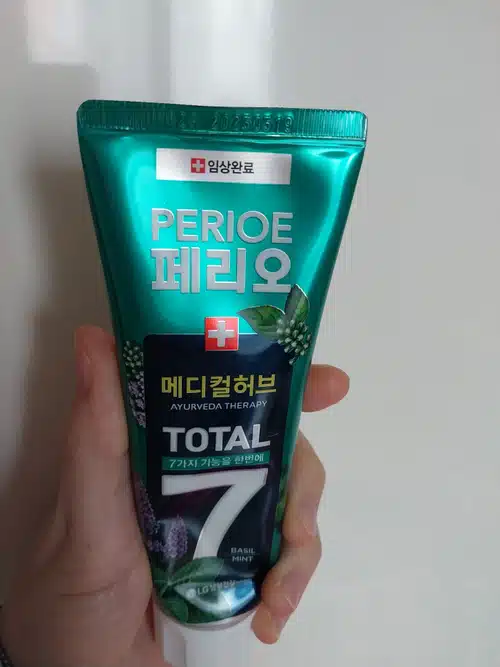 임상완료
PERIOE
페리오
메디컬허브
AYURVEDA THERAPY
TOTAL
7가지 기능을 한번에
7
BASIL
MINT